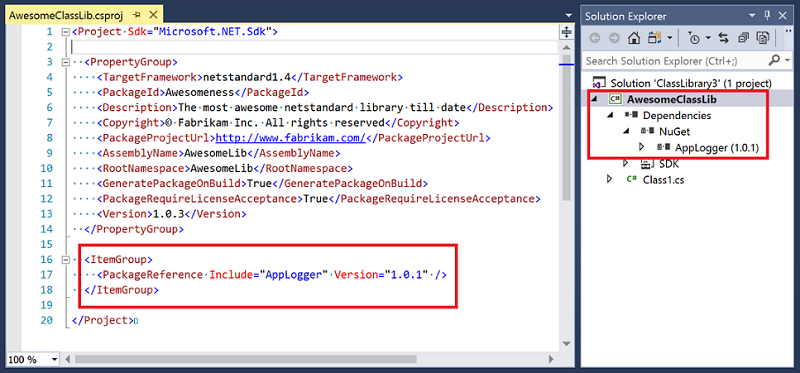 AwesomeClassLib.csproj
1 <Project Sdk="Microsoft.NET.Sdk">
2
3 <PropertyGroup>
4 <TargetFramework>netstandard1.4</TargetFramework>
5 <PackageId>Awesomeness</PackageId>
6 <Description>The most awesome netstandard library till date</Description>
7 <Copyright>© Fabrikam Inc. All rights reserved</Copyright>
8 <PackageProjectUrl>http://www.fabrikam.com/</PackageProjectUrl>
9 <AssemblyName>AwesomeLib</AssemblyName>
10 <RootNamespace>AwesomeLib</RootNamespace>
11 <GeneratePackageOnBuild>True</GeneratePackageOnBuild>
12 <PackageRequireLicenseAcceptance>True</PackageRequireLicenseAcceptance>
13 <Version>1.0.3</Version>
14 </PropertyGroup>
15
16 <ItemGroup>
17 <PackageReference Include="AppLogger" Version="1.0.1" />
18 </ItemGroup>
19
20 </Project>
100 %
Solution Explorer
Search Solution Explorer (Ctrl+;)
Solution 'ClassLibrary3' (1 project)
C# AwesomeClassLib
Dependencies
NuGet
AppLogger (1.0.1)
SDK
C# Class1.cs